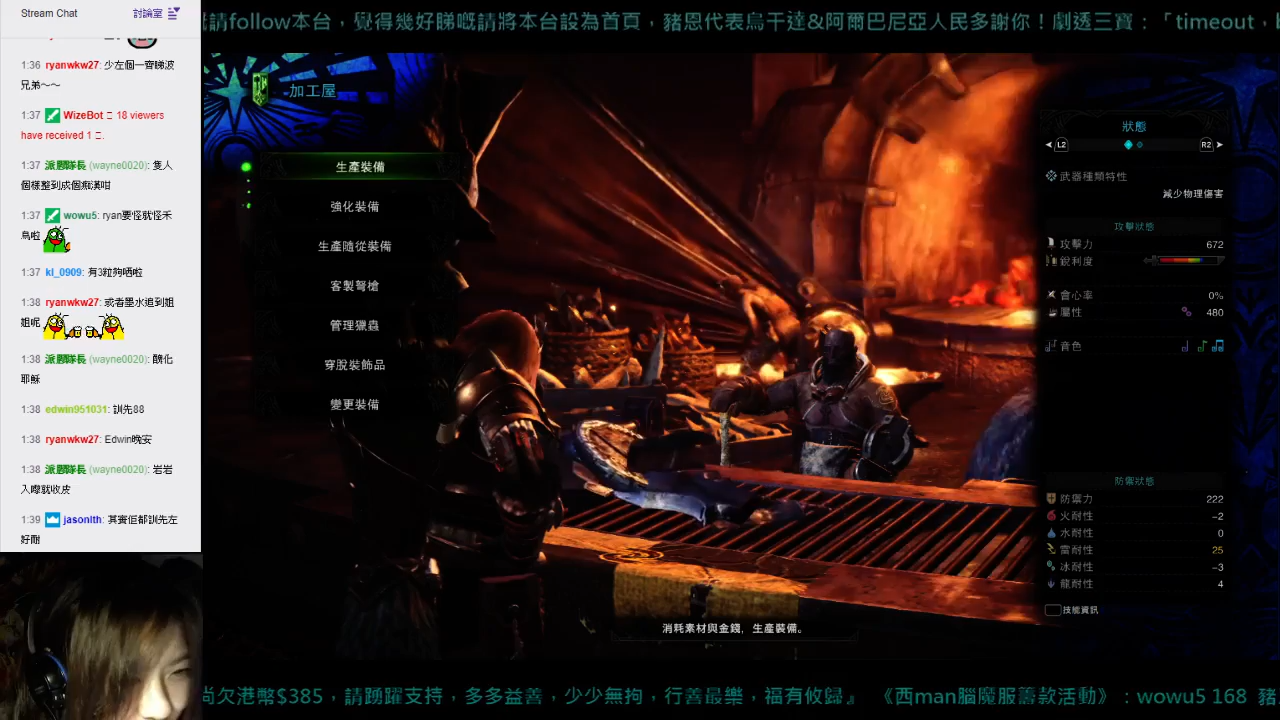 Stream Chat
討論室
請follow本台，覺得幾好睇嘅請將本台設為首頁，豬恩代表烏干達&阿爾巴尼亞人民多謝你！劇透三寶：「timeout，
1:36 ryanwkw27: 少左個一齊睇波
兄弟～～
1:37 WizeBot
18 viewers
have received 1
1:37 派翹隊長 (wayne0020): 隻人
個樣整到成個痴漢咁
1:37 wowu5: ryan要怪就怪禾
鳥啦
1:37 kl_0909: 有3粒夠哂啦
1:38 ryanwkw27: 或者墨水追到姐
姐呢
1:38 派翹隊長 (wayne0020): 醜化
耶穌
1:38 edwin951031: 訓先88
1:38 ryanwkw27: Edwin晚安
1:38 派翹隊長 (wayne0020): 岩岩
入嚟就收皮
1:39 jasonlth: 其實佢都訓先左
好耐
加工屋
生產裝備
強化裝備
生產隨從裝備
客製弩槍
管理獵蟲
穿脫裝飾品
變更裝備
狀態
L2
R2
武器種類特性
減少物理傷害
攻擊狀態
攻擊力 672
銳利度
會心率 0%
屬性 480
音色
防禦狀態
防禦力 222
火耐性 -2
水耐性 0
雷耐性 25
冰耐性 -3
龍耐性 4
技能資訊
消耗素材與金錢，生產裝備。
尚欠港幣$385，請踴躍支持，多多益善，少少無拘，行善最樂，福有攸歸』 《西man腦魔服籌款活動》：wowu5 168 豬